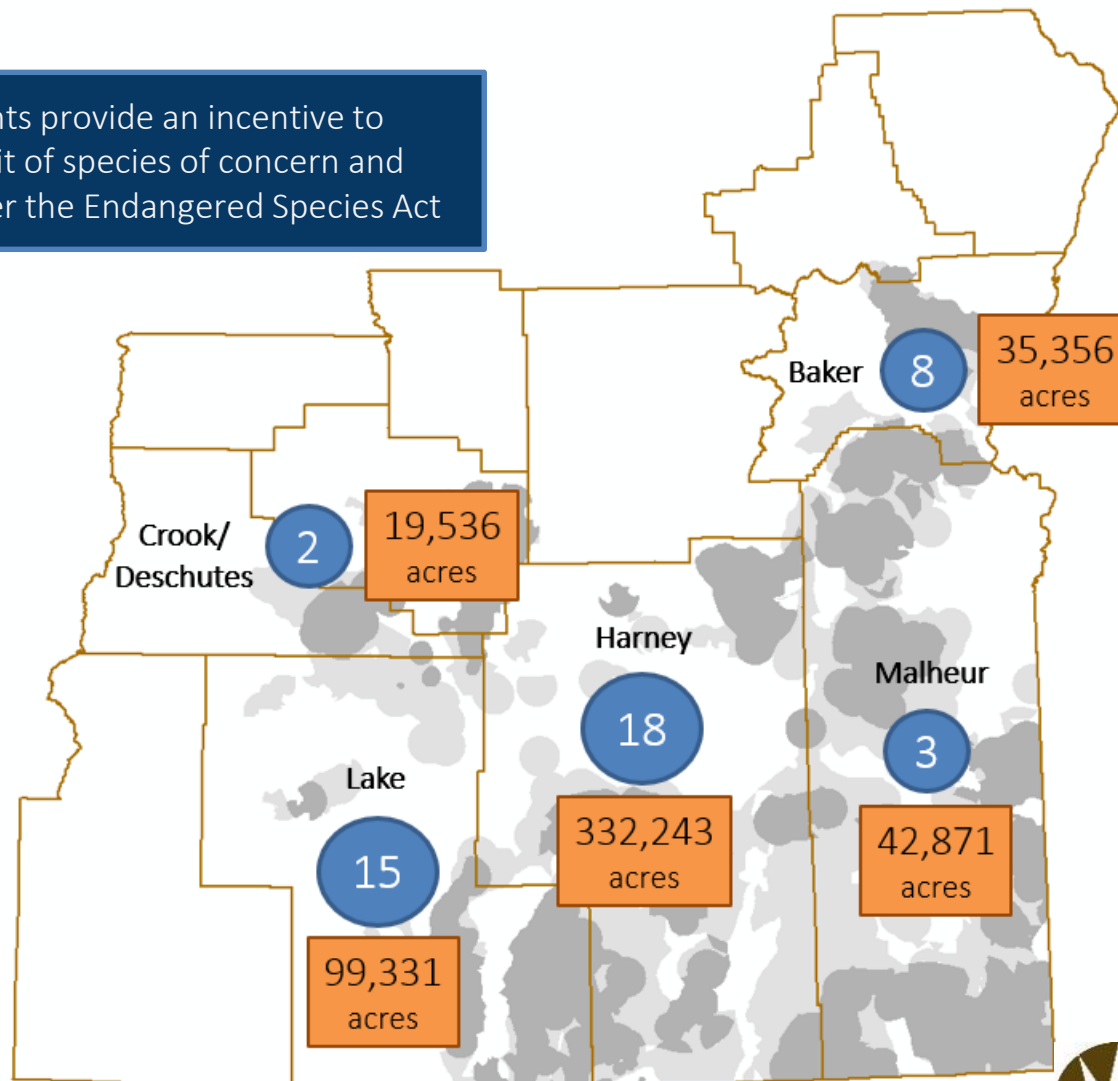 nts provide an incentive to
it of species of concern and
er the Endangered Species Act
Baker
8
35,356
acres
Crook/
Deschutes
2
19,536
acres
Harney
18
332,243
acres
Malheur
3
42,871
acres
Lake
15
99,331
acres